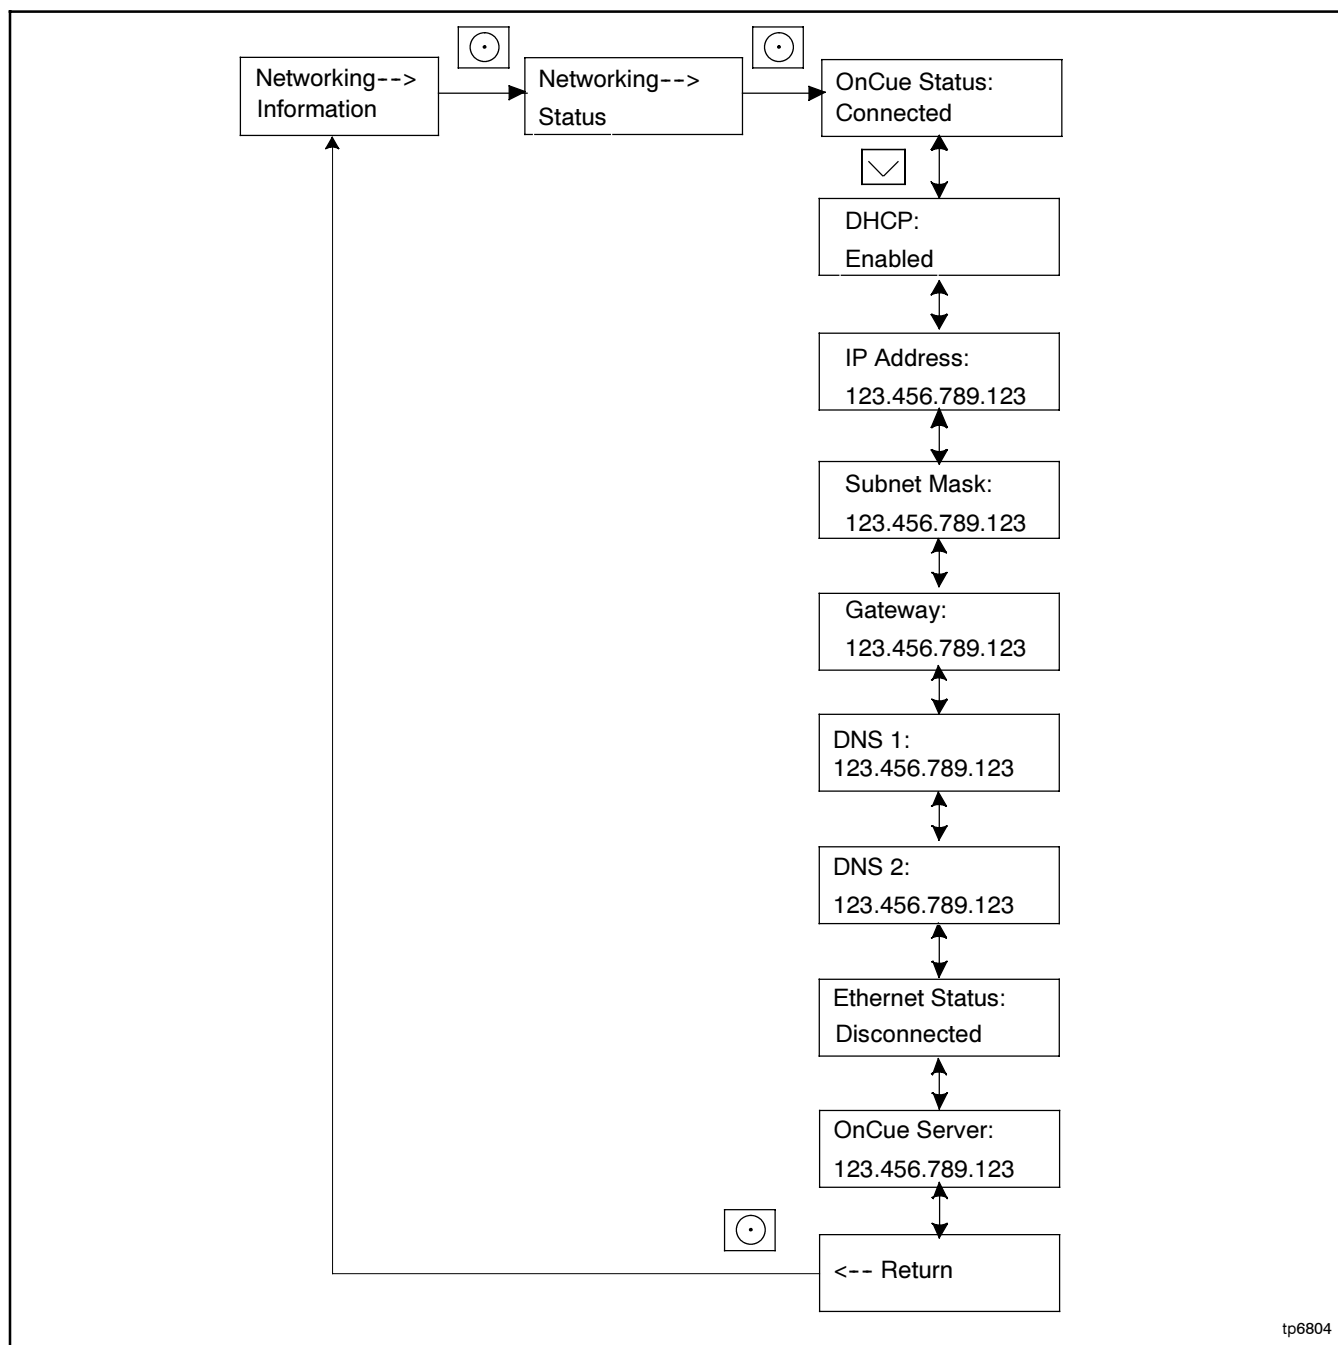 Networking-->
Information
Networking-->
Status
OnCue Status:
Connected
DHCP:
Enabled
IP Address:
123.456.789.123
Subnet Mask:
123.456.789.123
Gateway:
123.456.789.123
DNS 1:
123.456.789.123
DNS 2:
123.456.789.123
Ethernet Status:
Disconnected
OnCue Server:
123.456.789.123
<-- Return
tp6804